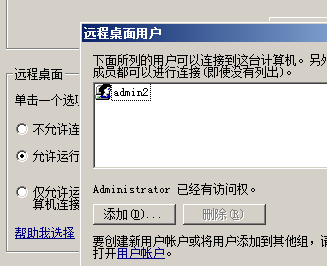 远程桌面用户
下面所列的用户可以连接到这台计算机。另外
成员都可以进行连接(即使没有列出)。
admin2
Administrator 已经有访问权。
添加(D)...
删除(R)
要创建新用户帐户或将用户添加到其他组，请
打开用户帐户。
远程桌面
单击一个选项
不允许连
允许运行
仅允许运
算机连接
帮助我选择